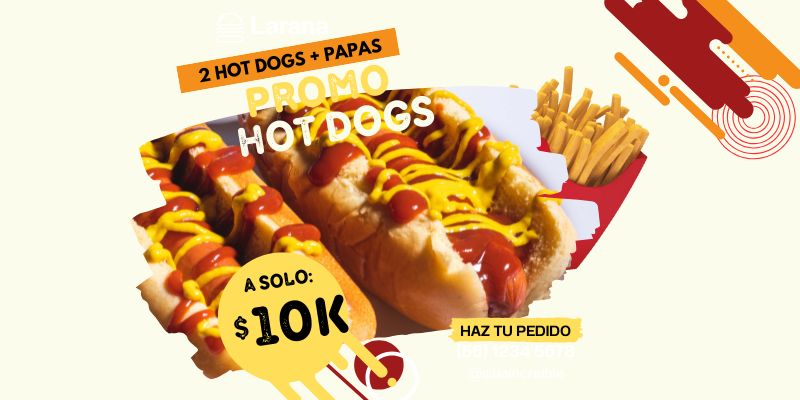 Larana
2 HOT DOGS + PAPAS
PROMO
HOT DOGS
A SOLO:
$10K
HAZ TU PEDIDO